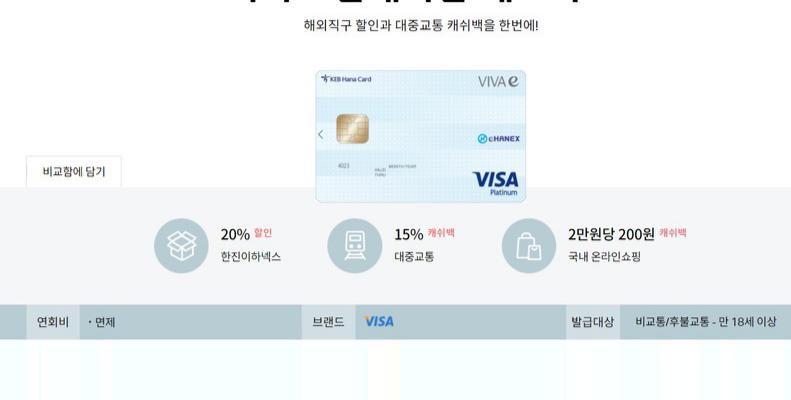 해외직구 할인과 대중교통 캐쉬백을 한번에!
KEB Hana Card
VIVA e
eHANEX
4023
MONTH/YEAR
VALID
THRU
VISA
Platinum
비교함에 담기
20% 할인
한진이하넥스
15% 캐쉬백
대중교통
2만원당 200원 캐쉬백
국내 온라인쇼핑
연회비
· 면제
브랜드
VISA
발급대상
비교통/후불교통 - 만 18세 이상